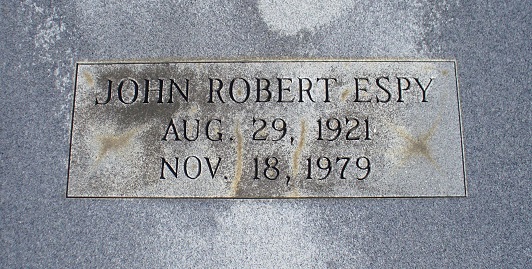 JOHN ROBERT ESPY
AUG. 29, 1921
NOV. 18, 1979